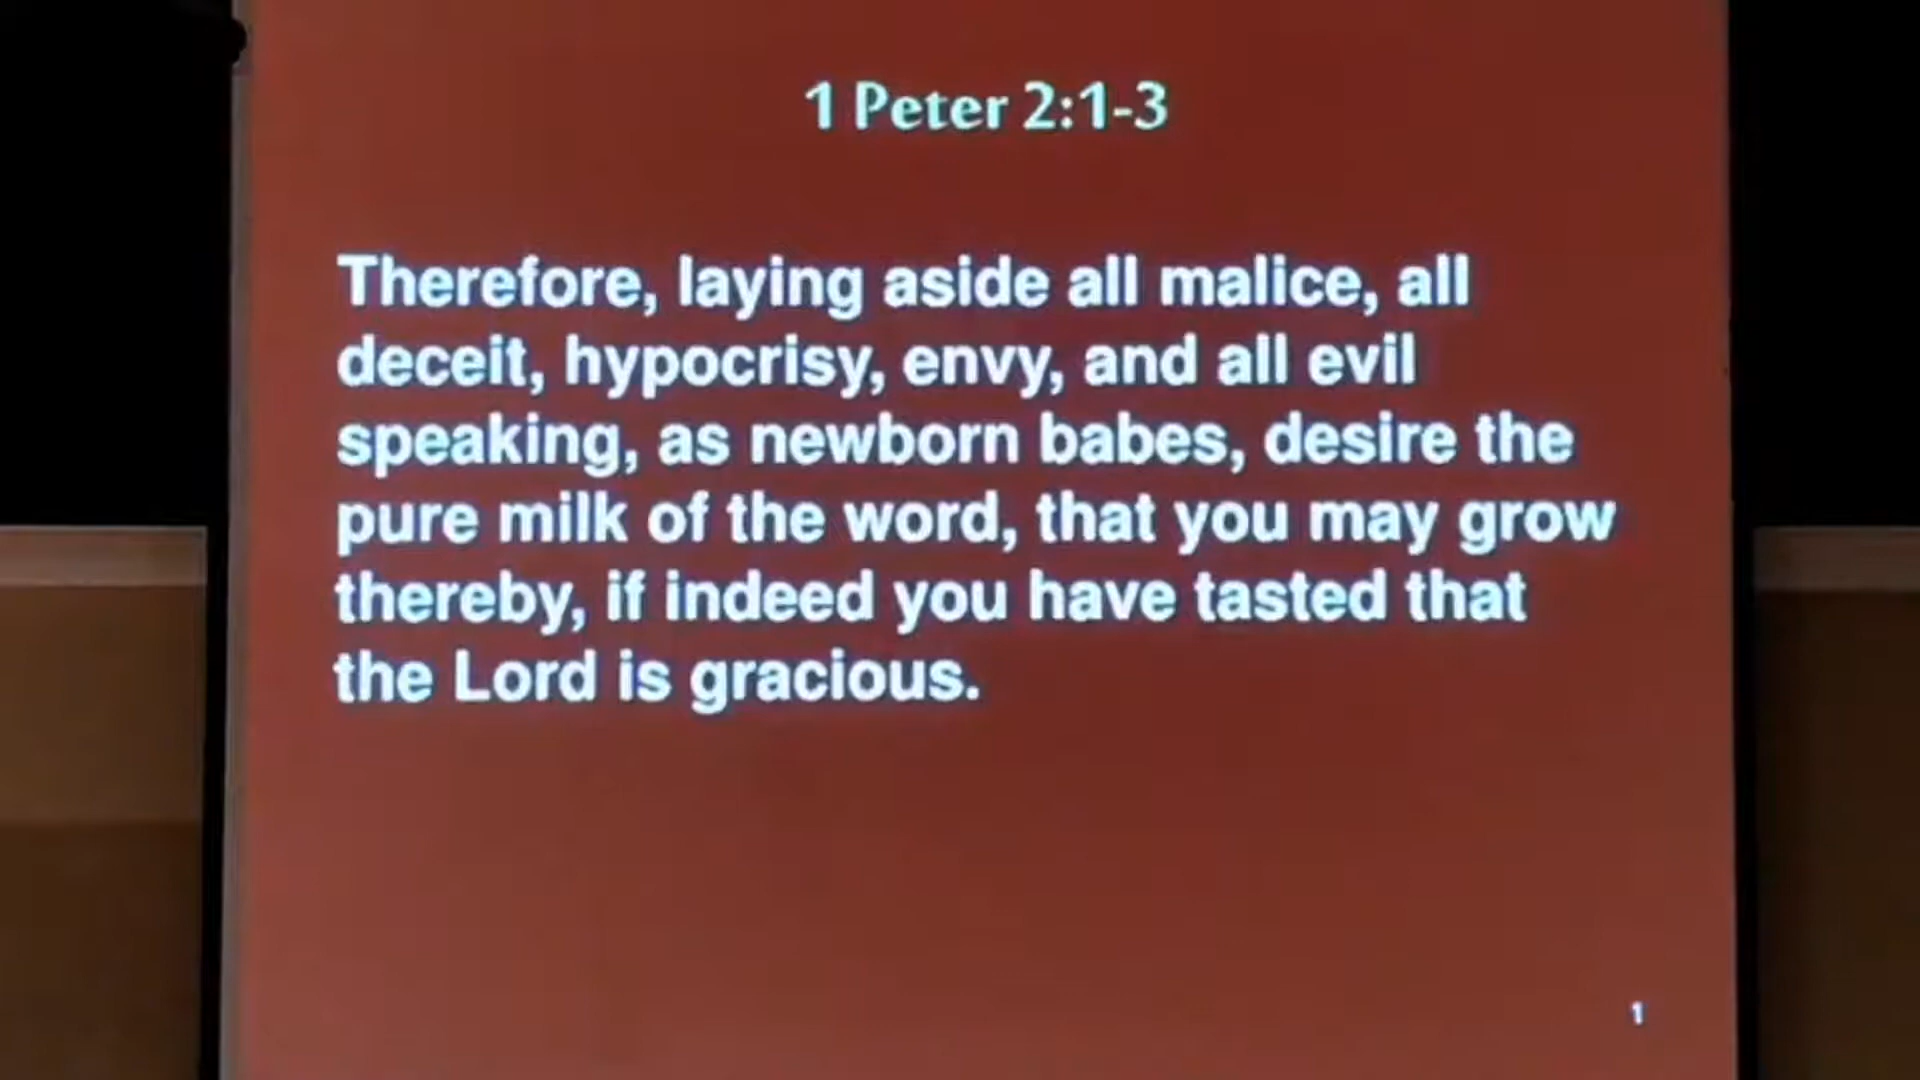 1 Peter 2:1-3
Therefore, laying aside all malice, all
deceit, hypocrisy, envy, and all evil
speaking, as newborn babes, desire the
pure milk of the word, that you may grow
thereby, if indeed you have tasted that
the Lord is gracious.
1